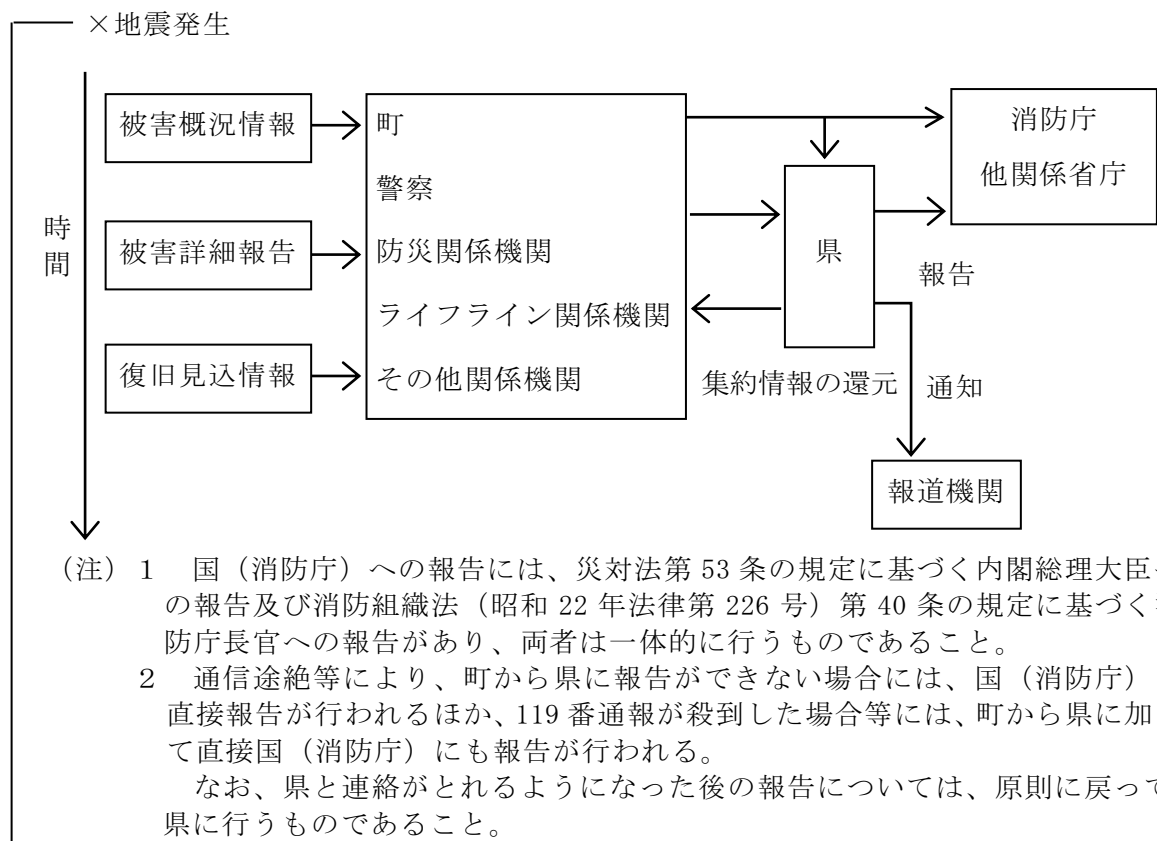 ×地震発生
時間
被害概況情報
被害詳細報告
復旧見込情報
町
警察
防災関係機関
ライフライン関係機関
その他関係機関
県
消防庁
他関係省庁
報告
集約情報の還元
通知
報道機関
(注) 1 国(消防庁)への報告には、災対法第 53 条の規定に基づく内閣総理大臣
の報告及び消防組織法(昭和 22 年法律第 226 号)第 40 条の規定に基づく
防庁長官への報告があり、両者は一体的に行うものであること。
2 通信途絶等により、町から県に報告ができない場合には、国(消防庁)
直接報告が行われるほか、119 番通報が殺到した場合等には、町から県に加
て直接国(消防庁)にも報告が行われる。
なお、県と連絡がとれるようになった後の報告については、原則に戻って
県に行うものであること。